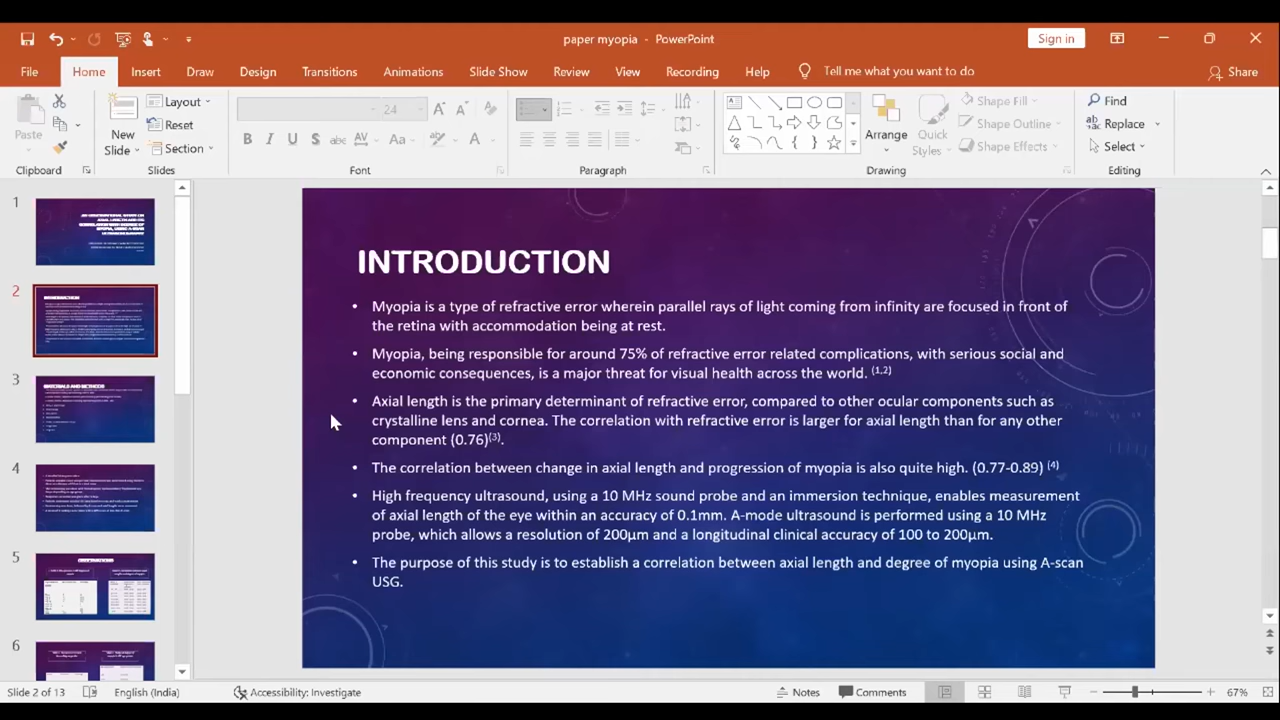 paper myopia - PowerPoint
Sign in
File Home Insert Draw Design Transitions Animations Slide Show Review View Recording Help Tell me what you want to do
Share
Paste
Clipboard
New Slide
Layout
Reset
Section
Slides
24
B I U S abc AV Aa A
Font
Paragraph
Arrange
Quick Styles
Shape Fill
Shape Outline
Shape Effects
Drawing
Find
Replace
Select
Editing
1
2
3
4
5
6
INTRODUCTION
• Myopia is a type of refractive error wherein parallel rays of light coming from infinity are focused in front of
the retina with accommodation being at rest.
• Myopia, being responsible for around 75% of refractive error related complications, with serious social and
economic consequences, is a major threat for visual health across the world. (1,2)
• Axial length is the primary determinant of refractive error compared to other ocular components such as
crystalline lens and cornea. The correlation with refractive error is larger for axial length than for any other
component (0.76)(3).
• The correlation between change in axial length and progression of myopia is also quite high. (0.77-0.89) (4)
• High frequency ultrasound, using a 10 MHz sound probe and an immersion technique, enables measurement
of axial length of the eye within an accuracy of 0.1mm. A-mode ultrasound is performed using a 10 MHz
probe, which allows a resolution of 200µm and a longitudinal clinical accuracy of 100 to 200µm.
• The purpose of this study is to establish a correlation between axial length and degree of myopia using A-scan
USG.
Slide 2 of 13
English (India)
Accessibility: Investigate
Notes
Comments
67%